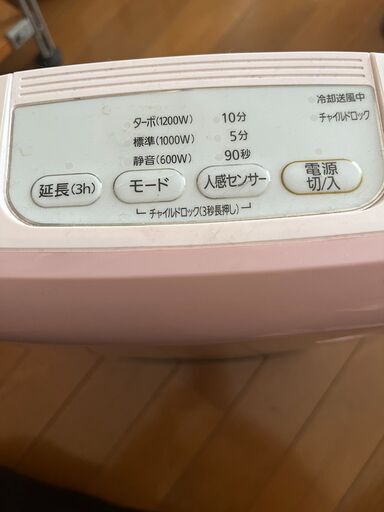 冷却送風中
ターボ(1200W) 10分
チャイルドロック
標準(1000W) 5分
静音(600W) 90秒
延長(3h) モード 人感センサー 電源 切/入
チャイルドロック(3秒長押し)